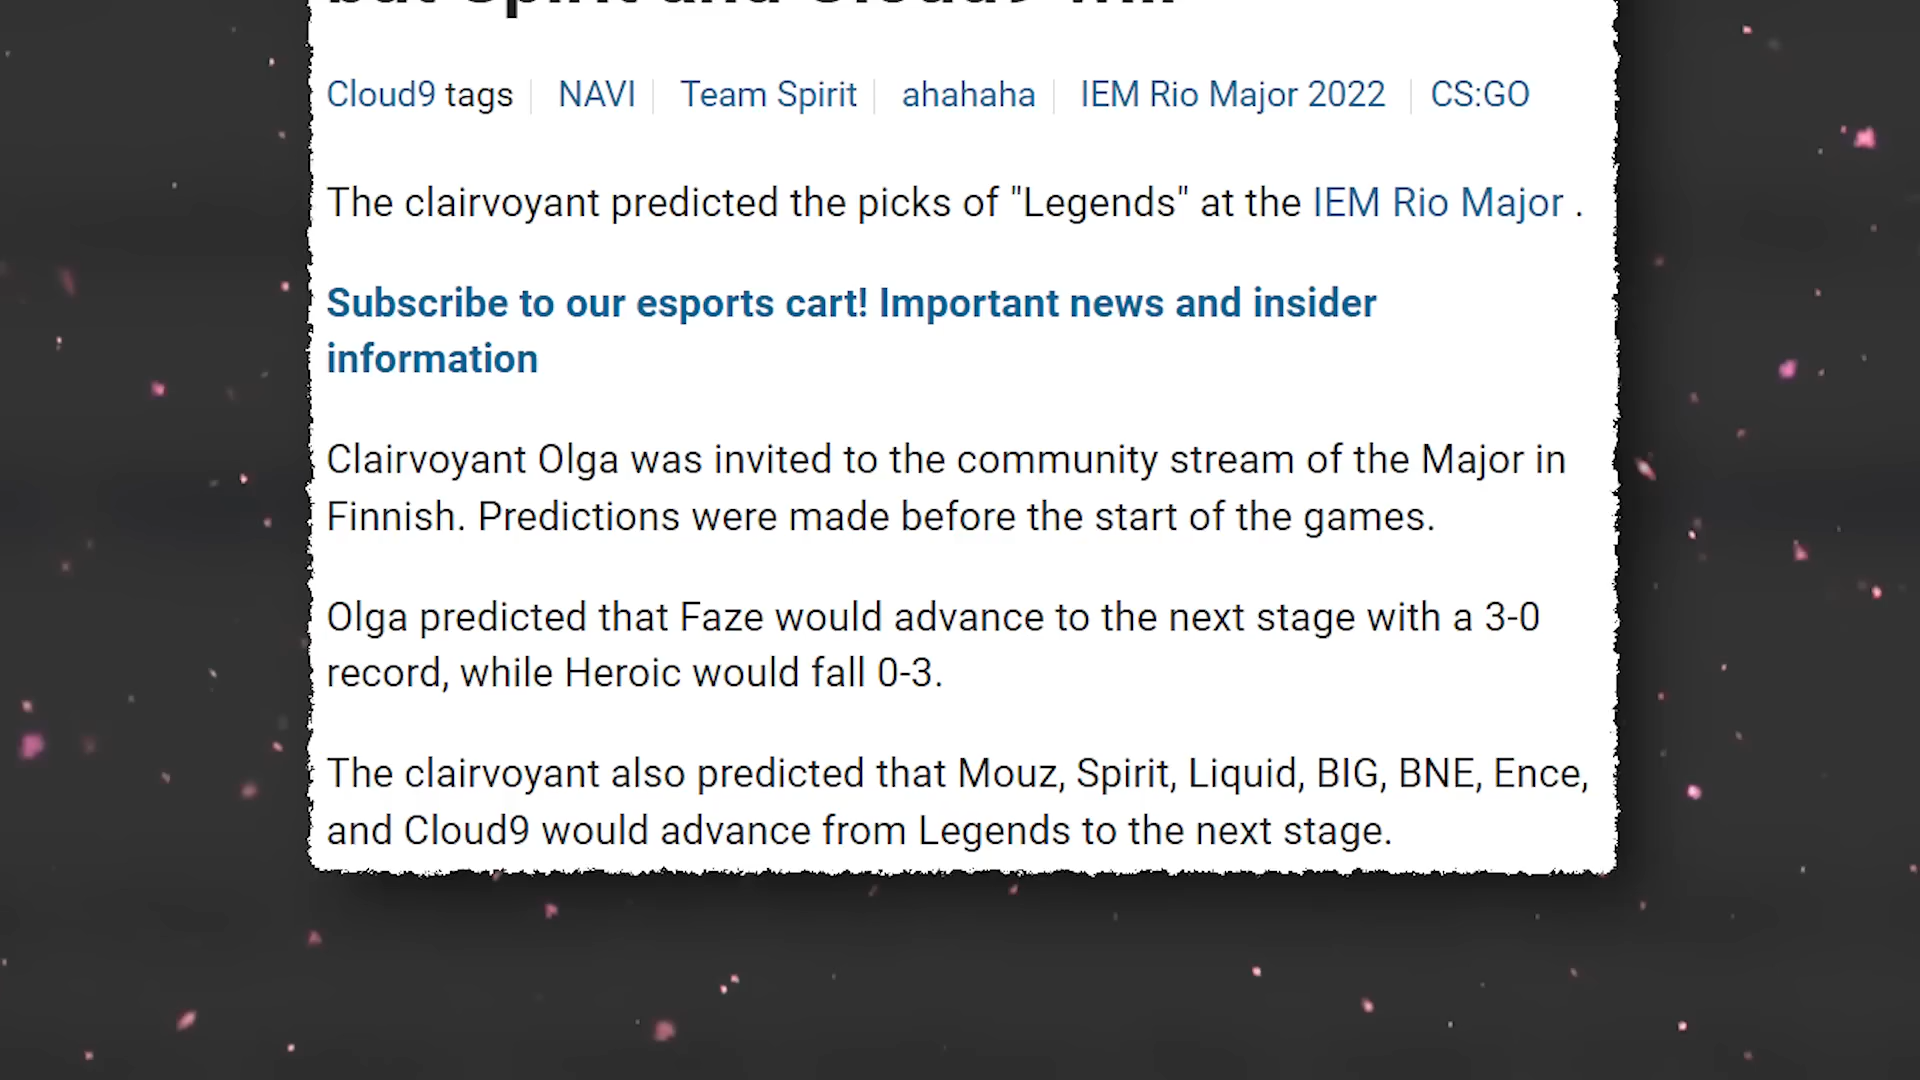 but Spirit and Cloud9 will
Cloud9 tags NAVI Team Spirit ahahaha IEM Rio Major 2022 CS:GO
The clairvoyant predicted the picks of "Legends" at the IEM Rio Major .
Subscribe to our esports cart! Important news and insider
information
Clairvoyant Olga was invited to the community stream of the Major in
Finnish. Predictions were made before the start of the games.
Olga predicted that Faze would advance to the next stage with a 3-0
record, while Heroic would fall 0-3.
The clairvoyant also predicted that Mouz, Spirit, Liquid, BIG, BNE, Ence,
and Cloud9 would advance from Legends to the next stage.